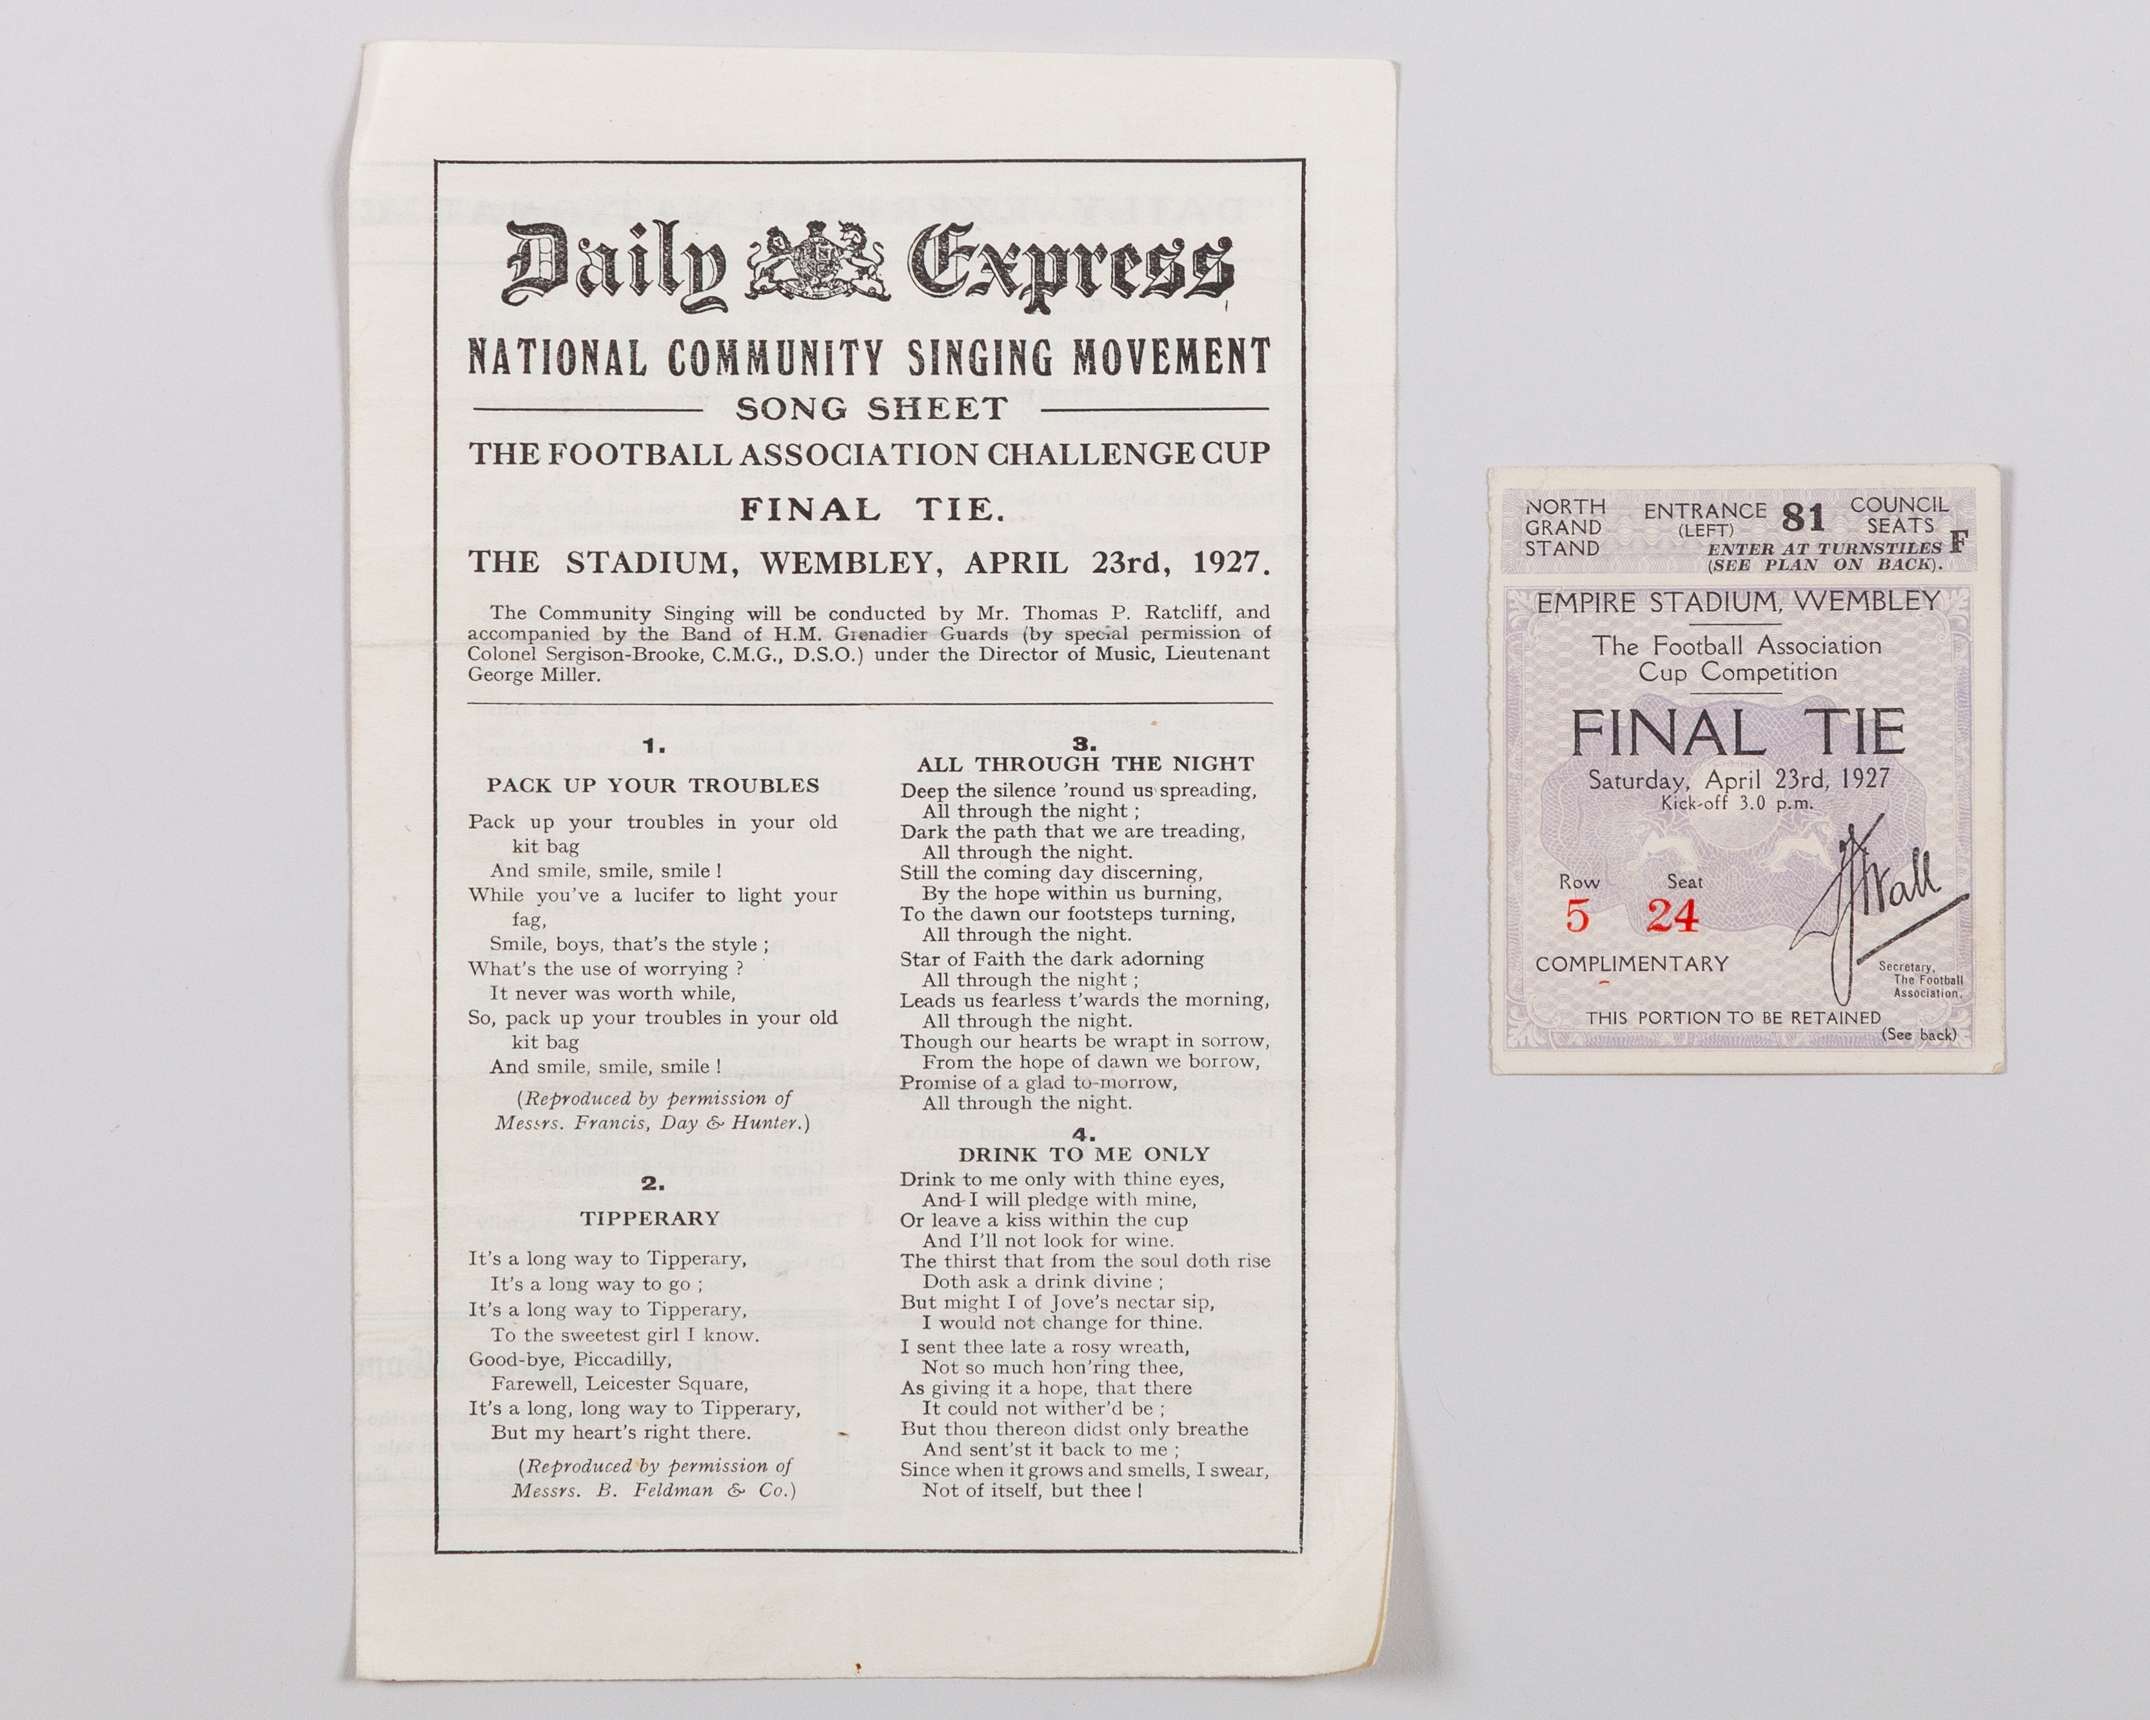 Daily Express
NATIONAL COMMUNITY SINGING MOVEMENT
SONG SHEET
THE FOOTBALL ASSOCIATION CHALLENGE CUP
FINAL TIE.
THE STADIUM, WEMBLEY, APRIL 23rd, 1927.
The Community Singing will be conducted by Mr. Thomas P. Ratcliff, and
accompanied by the Band of H.M. Grenadier Guards (by special permission of
Colonel Sergison-Brooke, C.M.G., D.S.O.) under the Director of Music, Lieutenant
George Miller.
1.
PACK UP YOUR TROUBLES
Pack up your troubles in your old
kit bag
And smile, smile, smile !
While you've a lucifer to light your
fag,
Smile, boys, that's the style ;
What's the use of worrying ?
It never was worth while,
So, pack up your troubles in your old
kit bag
And smile, smile, smile !
(Reproduced by permission of
Messrs. Francis, Day & Hunter.)
2.
TIPPERARY
It's a long way to Tipperary,
It's a long way to go ;
It's a long way to Tipperary,
To the sweetest girl I know.
Good-bye, Piccadilly,
Farewell, Leicester Square,
It's a long, long way to Tipperary,
But my heart's right there.
(Reproduced by permission of
Messrs. B. Feldman & Co.)
3.
ALL THROUGH THE NIGHT
Deep the silence 'round us spreading,
All through the night ;
Dark the path that we are treading,
All through the night.
Still the coming day discerning,
By the hope within us burning,
To the dawn our footsteps turning,
All through the night.
Star of Faith the dark adorning
All through the night ;
Leads us fearless t'wards the morning,
All through the night.
Though our hearts be wrapt in sorrow,
From the hope of dawn we borrow,
Promise of a glad to-morrow,
All through the night.
4.
DRINK TO ME ONLY
Drink to me only with thine eyes,
And I will pledge with mine,
Or leave a kiss within the cup
And I'll not look for wine.
The thirst that from the soul doth rise
Doth ask a drink divine ;
But might I of Jove's nectar sip,
I would not change for thine.
I sent thee late a rosy wreath,
Not so much hon'ring thee,
As giving it a hope, that there
It could not wither'd be ;
But thou thereon didst only breathe
And sent'st it back to me ;
Since when it grows and smells, I swear,
Not of itself, but thee !
NORTH GRAND STAND
ENTRANCE (LEFT) 81
COUNCIL SEATS
ENTER AT TURNSTILES F
(SEE PLAN ON BACK).
EMPIRE STADIUM, WEMBLEY
The Football Association
Cup Competition
FINAL TIE
Saturday, April 23rd, 1927
Kick-off 3.0 p.m.
Row Seat
5 24
Wall
COMPLIMENTARY
Secretary,
The Football
Association.
THIS PORTION TO BE RETAINED
(See back)